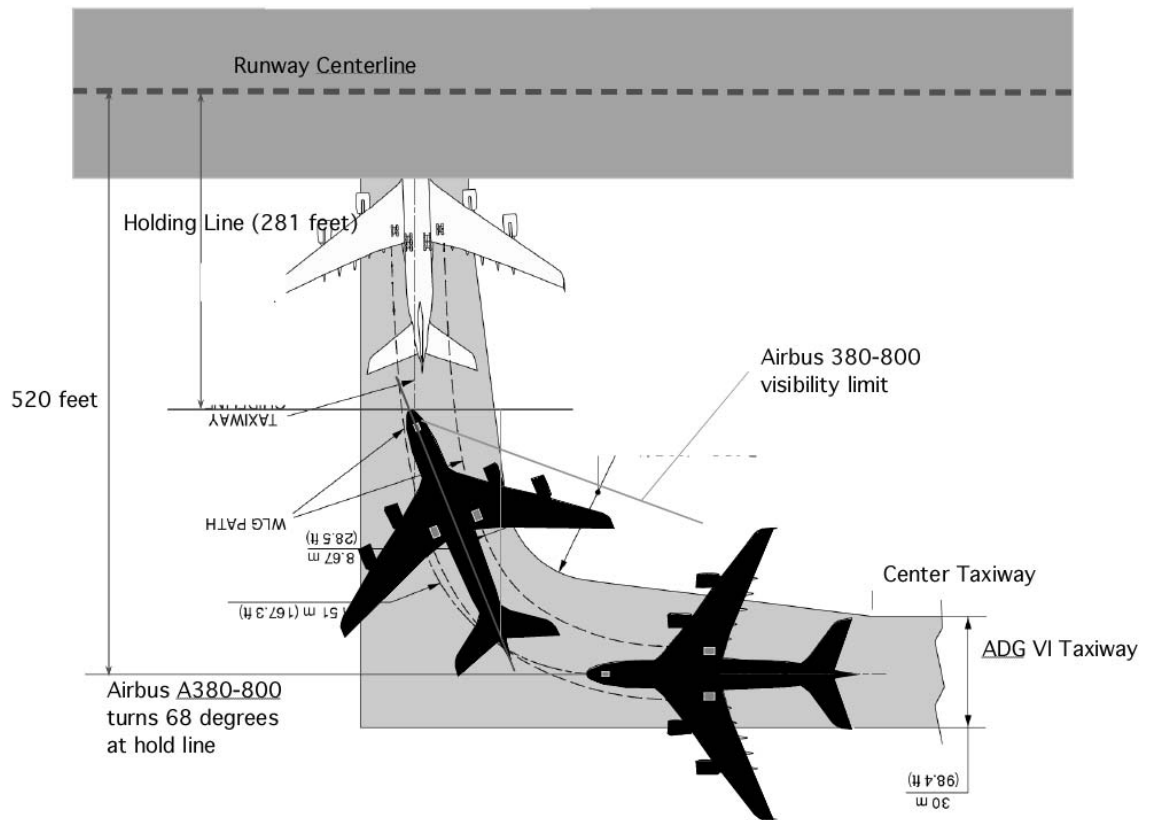 Runway Centerline
Holding Line (281 feet)
Airbus 380-800
visibility limit
520 feet
TAXIWAY
WLG PATH
8.67 m
(28.5 ft)
51 m (167.3 ft)
Center Taxiway
ADG VI Taxiway
Airbus A380-800
turns 68 degrees
at hold line
30 m
(98.4 ft)